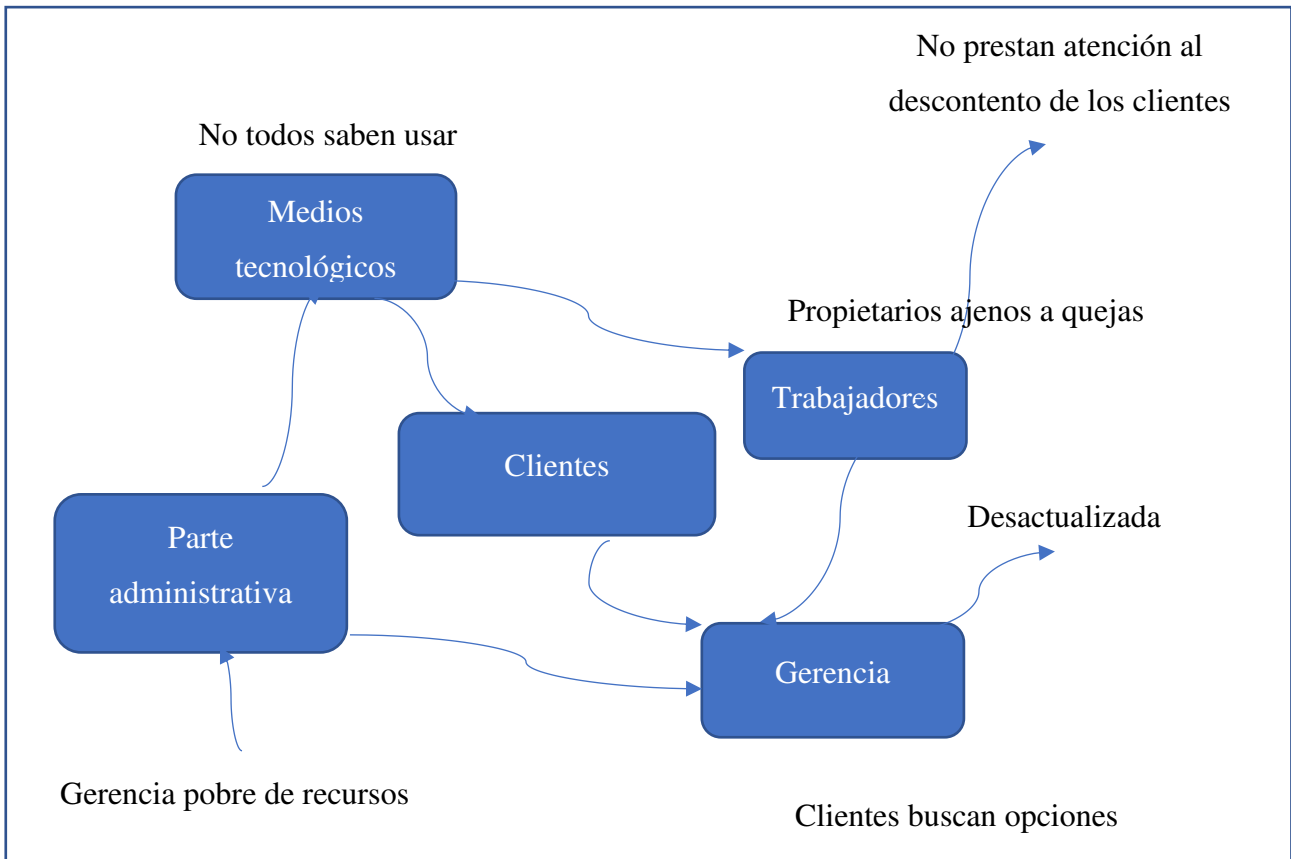 No prestan atención al
descontento de los clientes
No todos saben usar
Medios
tecnológicos
Propietarios ajenos a quejas
Trabajadores
Clientes
Desactualizada
Parte
administrativa
Gerencia
Gerencia pobre de recursos
Clientes buscan opciones